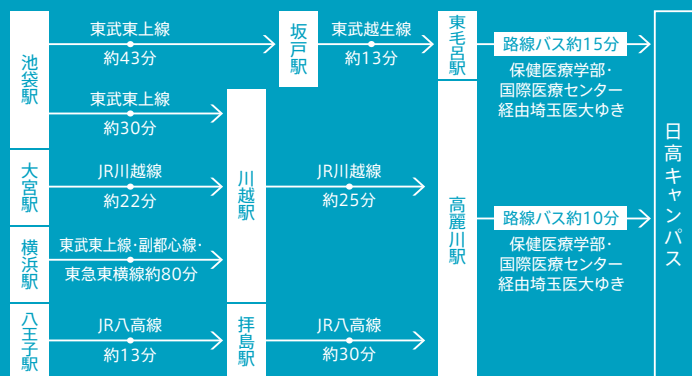 池袋駅
東武東上線
約43分
坂戸駅
東武越生線
約13分
東毛呂駅
路線バス約15分
保健医療学部・
国際医療センター
経由埼玉医大ゆき
東武東上線
約30分
大宮駅
JR川越線
約22分
川越駅
JR川越線
約25分
高麗川駅
路線バス約10分
保健医療学部・
国際医療センター
経由埼玉医大ゆき
横浜駅
東武東上線・副都心線・
東急東横線約80分
八王子駅
JR八高線
約13分
拝島駅
JR八高線
約30分
日高キャンパス